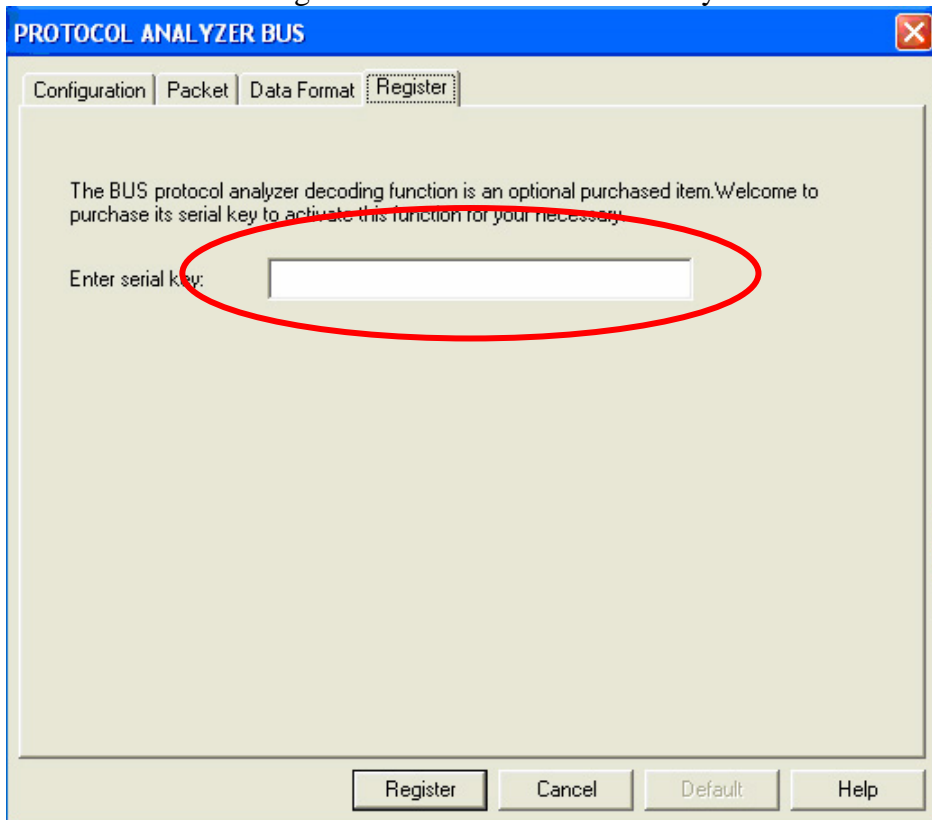 PROTOCOL ANALYZER BUS
Configuration Packet Data Format Register
The BUS protocol analyzer decoding function is an optional purchased item.Welcome to
purchase its serial key to activate this function for your necessary.
Enter serial key:
Register Cancel Default Help